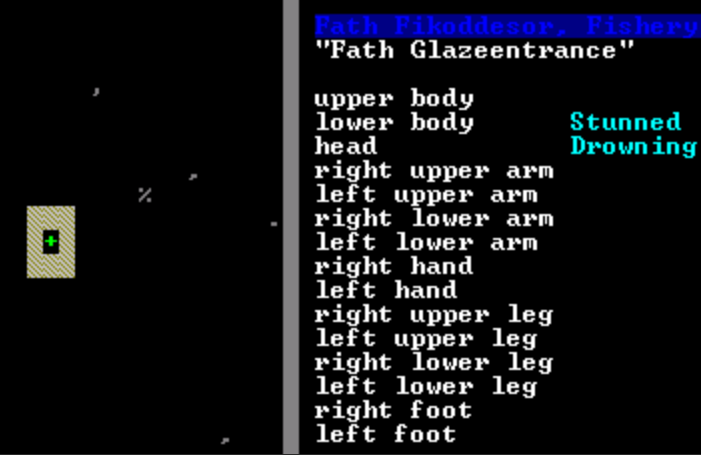 Fath Fikoddesor, Fishery
"Fath Glazeentrance"
upper body
lower body Stunned
head Drowning
right upper arm
left upper arm
right lower arm
left lower arm
right hand
left hand
right upper leg
left upper leg
right lower leg
left lower leg
right foot
left foot